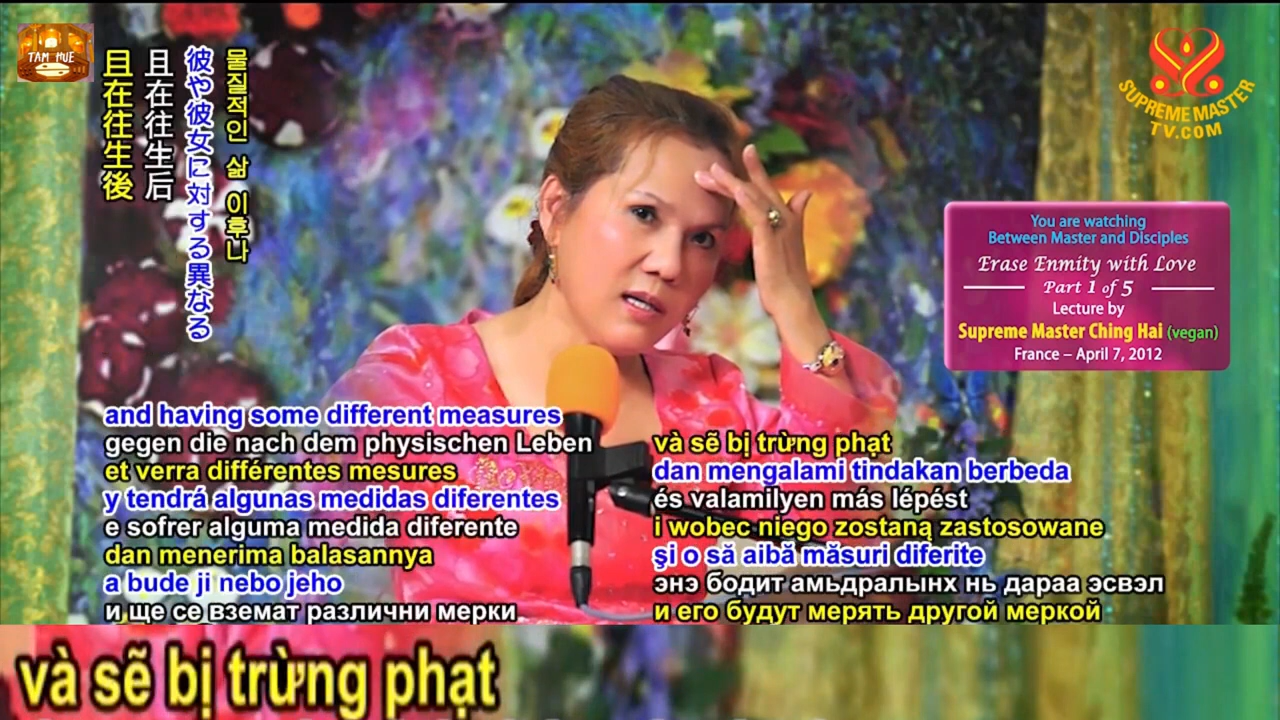 TAM HUE
SUPREME MASTER
TV.COM
且在往生後
且在往生后
彼や彼女に対する異なる
물질적인 삶 이후나
You are watching
Between Master and Disciples
Erase Enmity with Love
Part 1 of 5
Lecture by
Supreme Master Ching Hai (vegan)
France – April 7, 2012
and having some different measures
gegen die nach dem physischen Leben
et verra différentes mesures
y tendrá algunas medidas diferentes
e sofrer alguma medida diferente
dan menerima balasannya
a bude ji nebo jeho
и ще се вземат различни мерки
và sẽ bị trừng phạt
dan mengalami tindakan berbeda
és valamilyen más lépést
i wobec niego zostaną zastosowane
şi o să aibă măsuri diferite
энэ бодит амьдралынх нь дараа эсвэл
и его будут мерять другой меркой
và sẽ bị trừng phạt